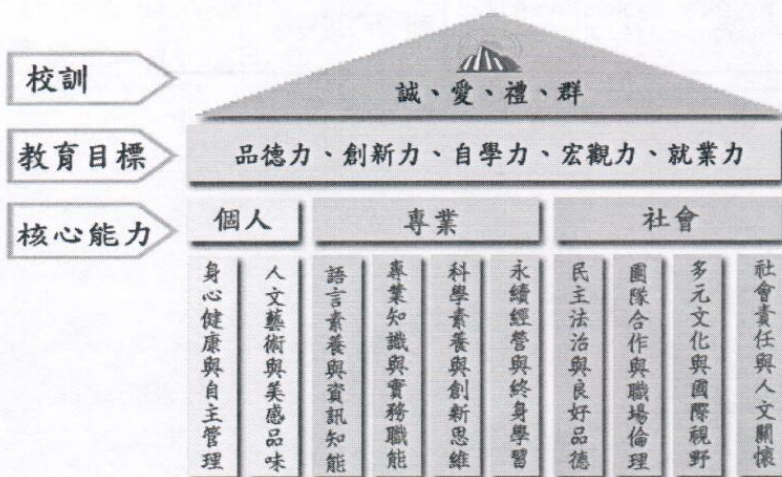 校訓
誠、愛、禮、群
教育目標
品德力、創新力、自學力、宏觀力、就業力
核心能力
個人
專業
社會
身心健康與自主管理
人文藝術與美感品味
語言素養與資訊知能
專業知識與實務職能
科學素養與創新思維
永續經營與終身學習
民主法治與良好品德
團隊合作與職場倫理
多元文化與國際視野
社會責任與人文關懷